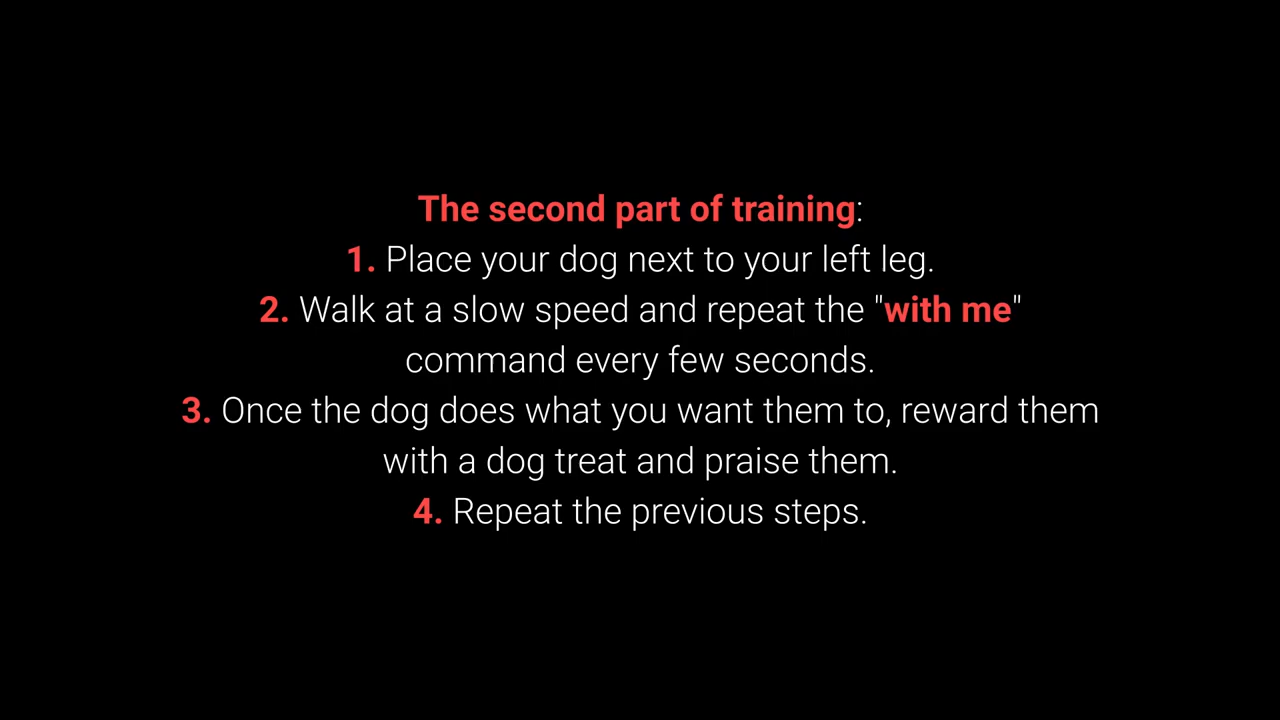 The second part of training:
1. Place your dog next to your left leg.
2. Walk at a slow speed and repeat the "with me"
command every few seconds.
3. Once the dog does what you want them to, reward them
with a dog treat and praise them.
4. Repeat the previous steps.